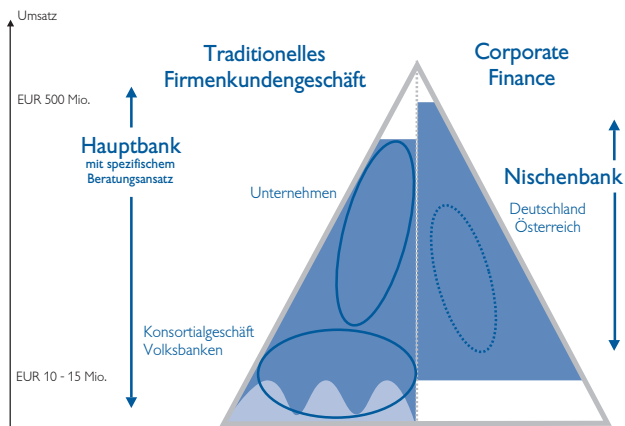 Umsatz
Traditionelles
Firmenkundengeschäft
Corporate
Finance
EUR 500 Mio.
Hauptbank
mit spezifischem
Beratungsansatz
Unternehmen
Nischenbank
Deutschland
Österreich
Konsortialgeschäft
Volksbanken
EUR 10 - 15 Mio.